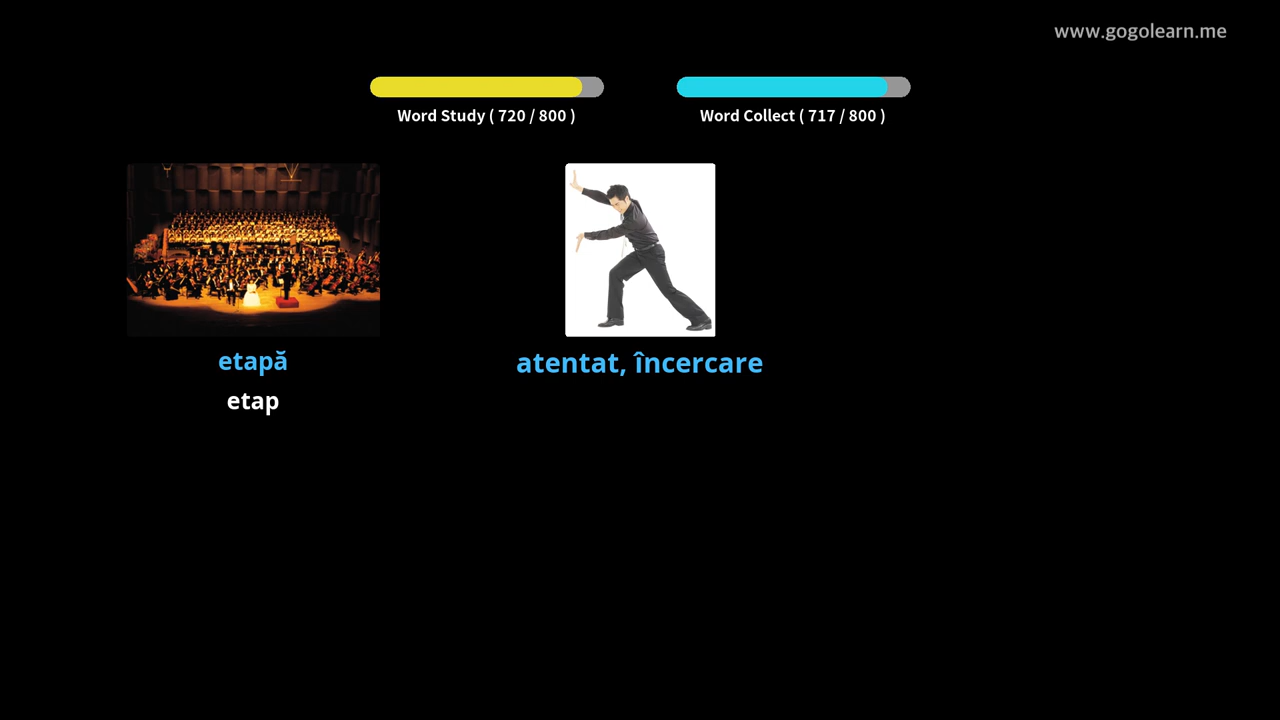 www.gogolearn.me
Word Study ( 720 / 800 )
Word Collect ( 717 / 800 )
etapă
etap
atentat, încercare